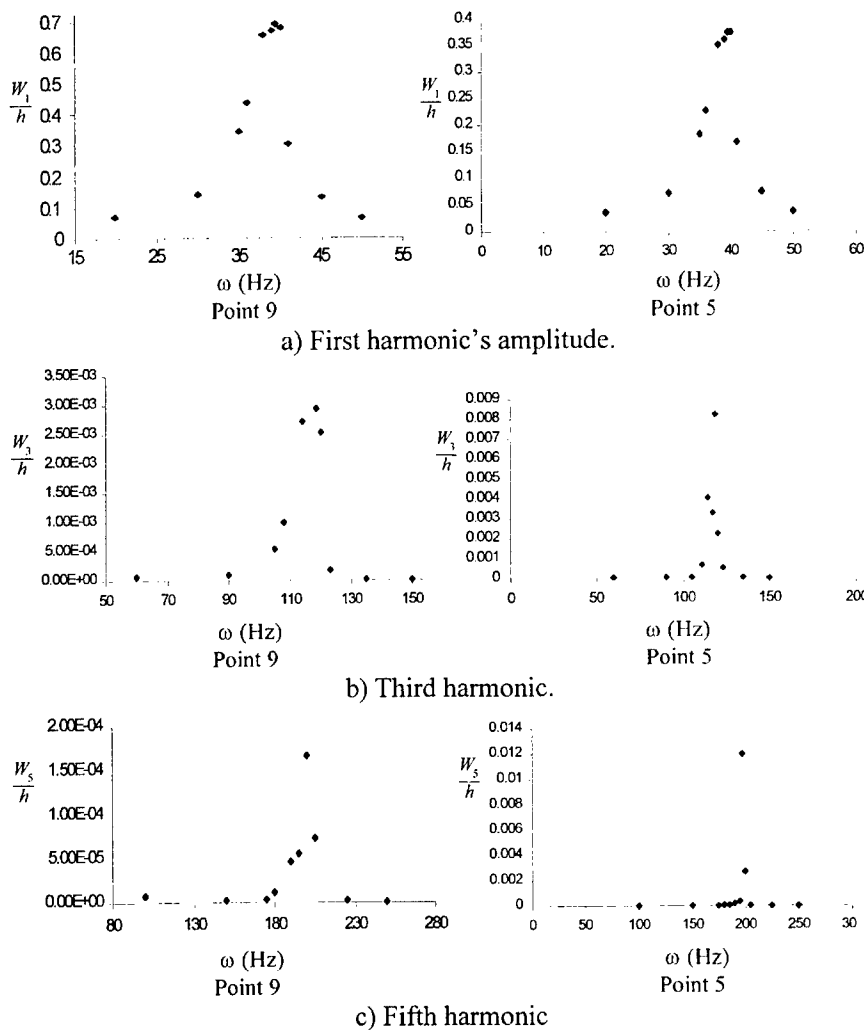 0.7
0.6
0.5
0.4
0.3
0.2
0.1
0
W₁
h
15 25 35 45 55
ω (Hz)
Point 9
0.4
0.35
0.3
0.25
0.2
0.15
0.1
0.05
0
W₁
h
0 10 20 30 40 50 60
ω (Hz)
Point 5
a) First harmonic's amplitude.
3.50E-03
3.00E-03
2.50E-03
2.00E-03
1.50E-03
1.00E-03
5.00E-04
0.00E+00
W₃
h
50 70 90 110 130 150
ω (Hz)
Point 9
0.009
0.008
0.007
0.006
0.005
0.004
0.003
0.002
0.001
0
W₃
h
0 50 100 150 200
ω (Hz)
Point 5
b) Third harmonic.
2.00E-04
1.50E-04
1.00E-04
5.00E-05
0.00E+00
W₅
h
80 130 180 230 280
ω (Hz)
Point 9
0.014
0.012
0.01
0.008
0.006
0.004
0.002
0
W₅
h
0 50 100 150 200 250 30
ω (Hz)
Point 5
c) Fifth harmonic